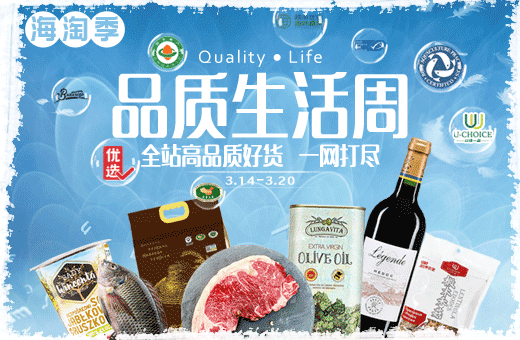 海淘季
Quality • Life
品质生活周
优选
全站高品质好货 一网打尽
3.14-3.20
U-CHOICE
LUNGAVITA
EXTRA VIRGIN
OLIVE OIL
Légende
MEDOC